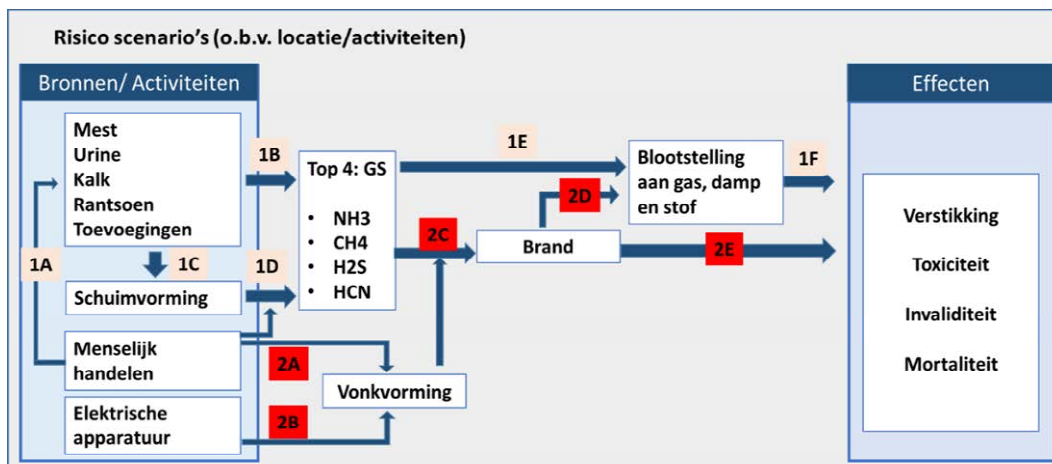 Risico scenario's (o.b.v. locatie/activiteiten)
Bronnen/ Activiteiten
Mest
Urine
Kalk
Rantsoen
Toevoegingen
1A
1C
Schuimvorming
Menselijk
handelen
Elektrische
apparatuur
1B
1D
2A
2B
Top 4: GS
• NH3
• CH4
• H2S
• HCN
Vonkvorming
1E
2C
Brand
2D
Blootstelling
aan gas, damp
en stof
1F
2E
Effecten
Verstikking
Toxiciteit
Invaliditeit
Mortaliteit